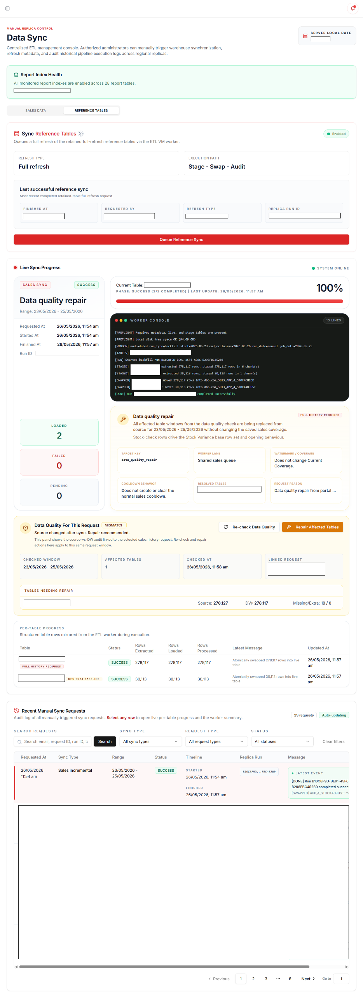 MANUAL REPLICA CONTROL
Data Sync
Centralized ETL management console. Authorized administrators can manually trigger warehouse synchronization,
refresh metadata, and audit historical pipeline execution logs across regional replicas.
SERVER LOCAL DATE
Report Index Health
All monitored report indexes are enabled across 28 report tables.
SALES DATA
REFERENCE TABLES
Sync Reference Tables
Enabled
Queues a full refresh of the retained full-refresh reference tables via the ETL VM worker.
REFRESH TYPE
Full refresh
EXECUTION PATH
Stage - Swap - Audit
Last successful reference sync
Most recent completed retained-table full refresh request.
FINISHED AT
REQUESTED BY
REFRESH TYPE
REPLICA RUN ID
Queue Reference Sync
Live Sync Progress
SYSTEM ONLINE
SALES SYNC
SUCCESS
Data quality repair
Range: 23/05/2026 - 25/05/2026
Requested At 26/05/2026, 11:54 am
Started At 26/05/2026, 11:54 am
Finished At 26/05/2026, 11:57 am
Run ID
LOADED
2
FAILED
0
PENDING
0
Current Table:
PHASE: SUCCESS (2/2 COMPLETED) | LAST UPDATE: 26/05/2026, 11:57 AM
100%
WORKER CONSOLE
13 LINES
[PREFLIGHT] Required metadata, live, and stage tables are present
[PREFLIGHT] Local disk free space OK (94.69 GB)
[WINDOW] mode=dated run_type=backfill start=2026-05-23 end_exclusive=2026-05-26 run_date=manual job_date=2026-05-25
[TABLES]
[RUN] Started backfill run B16C8F9D-BE91-45F6-AE8C-B298FBC45260
[STAGED] extracted 278,117 rows, staged 278,117 rows in 6 chunk(s)
[STAGED] : extracted 30,113 rows, staged 30,113 rows in 1 chunk(s)
[SWAPPED] moved 278,117 rows into dbo.com_5013_APP_4_STOCKCHECK
[SWAPPED] : moved 30,113 rows into dbo.com_5013_APP_4_STOCKADJUST
[DONE] Run completed successfully
Data quality repair
FULL HISTORY REQUIRED
All affected table windows from the data quality check are being replaced from
source for 23/05/2026 - 25/05/2026 without changing the saved sales coverage.
Stock-check rows drive the Stock Variance base row set and opening behaviour.
TARGET KEY
data_quality_repair
WORKER LANE
Shared sales queue
WATERMARK / COVERAGE
Does not change Current
Coverage.
COOLDOWN BEHAVIOR
Does not create or clear the
normal sales cooldown.
RESOLVED TABLES
REQUEST REASON
Data quality repair from portal ...
Data Quality For This Request
MISMATCH
Source changed after sync. Repair recommended.
This panel shows the source-vs-DW audit linked to the selected sales history request. Re-check and repair
actions here apply to this same request window.
Re-check Data Quality
Repair Affected Tables
CHECKED WINDOW
23/05/2026 - 25/05/2026
AFFECTED TABLES
1
CHECKED AT
26/05/2026, 11:58 am
LINKED REQUEST
TABLES NEEDING REPAIR
Source: 278,127
DW: 278,117
Missing/Extra: 10 / 0
PER-TABLE PROGRESS
Structured table rows mirrored from the ETL worker during execution.
Table
Status
Rows Extracted
Rows Loaded
Rows Processed
Latest Message
Updated At
FULL HISTORY REQUIRED
SUCCESS
278,117
278,117
278,117
Atomically swapped 278,117 rows into live
table
26/05/2026, 11:57
am
DEC 2024 BASELINE
SUCCESS
30,113
30,113
30,113
Atomically swapped 30,113 rows into live
table
26/05/2026, 11:57
am
Recent Manual Sync Requests
Audit log of all manually triggered sync requests. Select any row to open live per-table progress and the worker summary.
29 requests
Auto-updating
SEARCH REQUESTS
SYNC TYPE
REQUEST TYPE
STATUS
Search email, request ID, run ID, ta
Search
All sync types
All request types
All statuses
Clear filters
Requested At
Sync Type
Range
Status
Timeline
Replica Run
Message
26/05/2026
11:54 am
Sales incremental
23/05/2026 -
25/05/2026
SUCCESS
STARTED
26/05/2026, 11:54 am
FINISHED
26/05/2026, 11:57 am
B16C8F9D...FBC45260
LATEST EVENT
[DONE] Run B16C8F9D-BE91-45F6-
B298FBC45260 completed success
[SWAPPED] APP_4_STOCKADJUST: m
Previous
1
2
3
...
6
Next
Go to
1